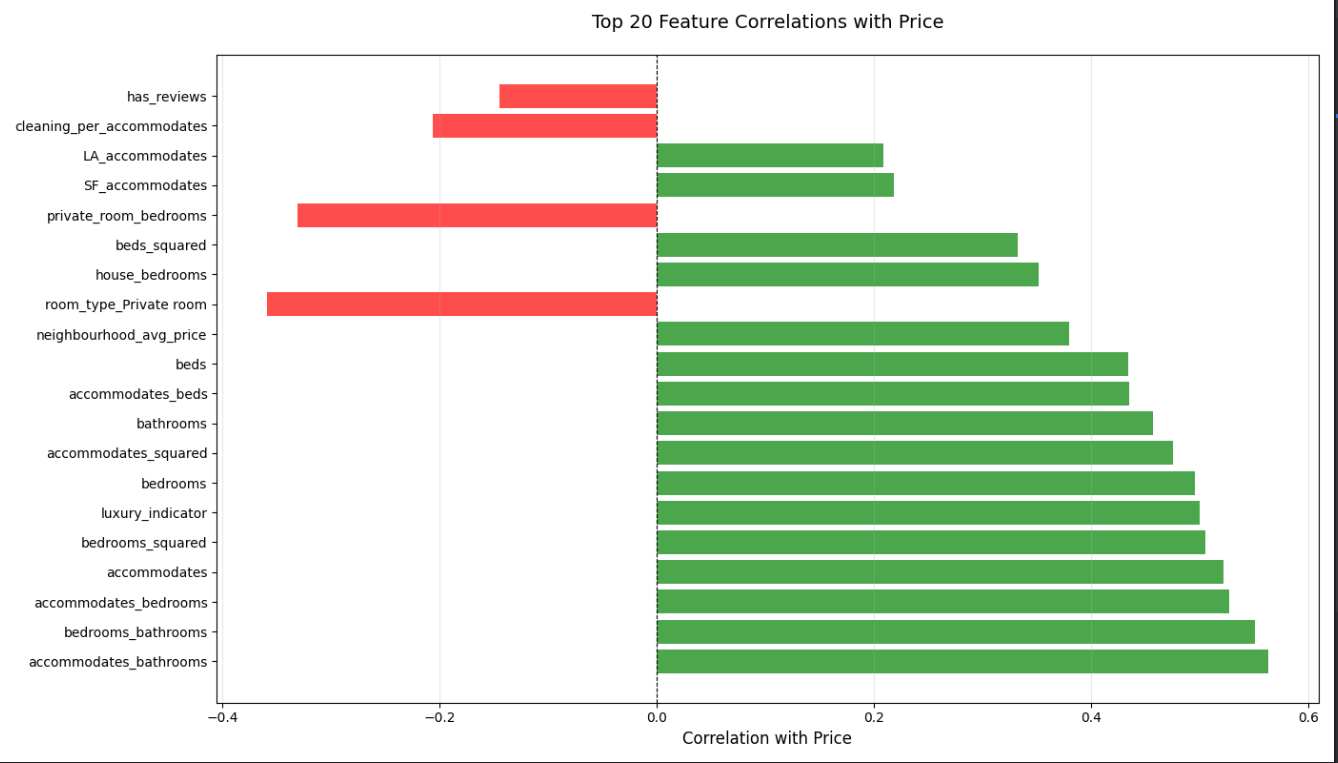 Top 20 Feature Correlations with Price
has_reviews
cleaning_per_accommodates
LA_accommodates
SF_accommodates
private_room_bedrooms
beds_squared
house_bedrooms
room_type_Private room
neighbourhood_avg_price
beds
accommodates_beds
bathrooms
accommodates_squared
bedrooms
luxury_indicator
bedrooms_squared
accommodates
accommodates_bedrooms
bedrooms_bathrooms
accommodates_bathrooms
−0.4 −0.2 0.0 0.2 0.4 0.6
Correlation with Price